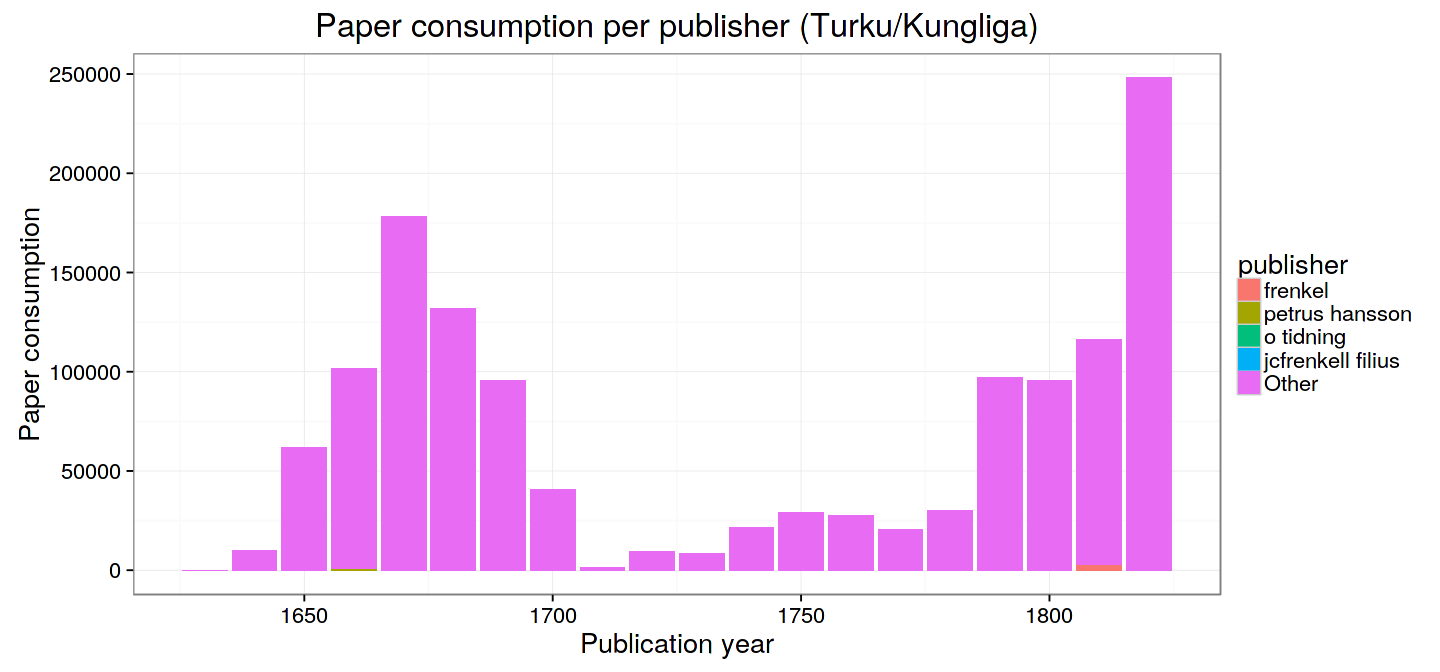 Paper consumption per publisher (Turku/Kungliga)
250000
200000
150000
100000
50000
0
Paper consumption
1650
1700
1750
1800
Publication year
publisher
frenkel
petrus hansson
o tidning
jcfrenkell filius
Other